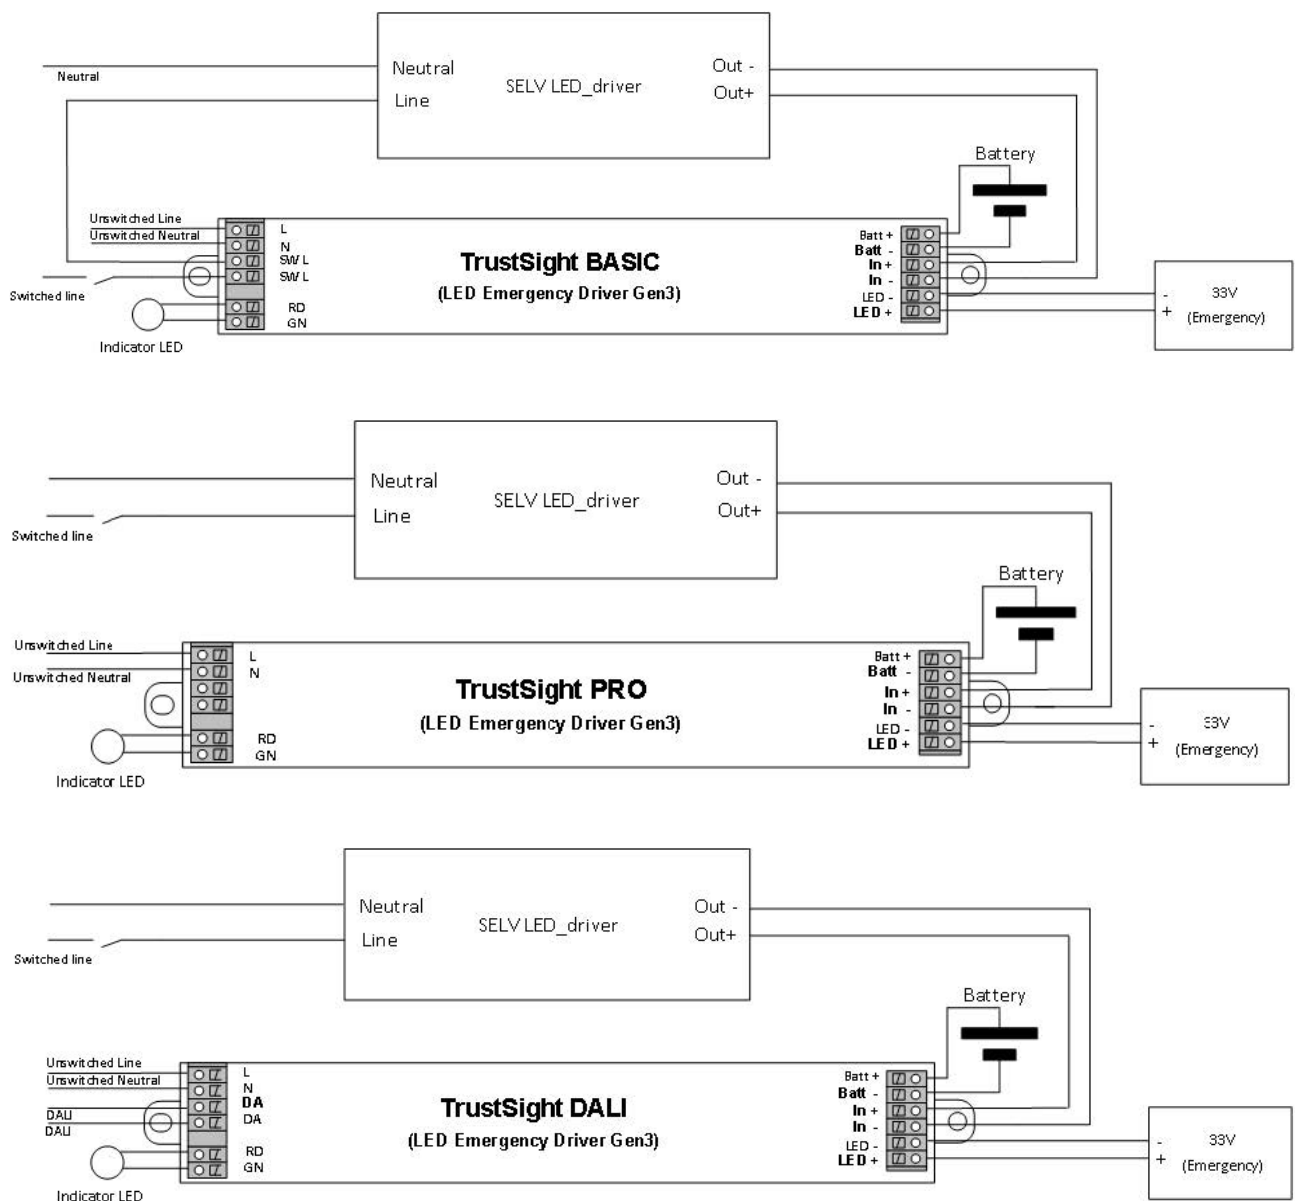 Neutral
Neutral
Line
SELV LED_driver
Out -
Out+
Battery
Unswitched Line
Unswitched Neutral
Switched line
Indicator LED
L
N
SW L
SW L
RD
GN
TrustSight BASIC
(LED Emergency Driver Gen3)
Batt +
Batt -
In +
In -
LED -
LED +
-
+
33V
(Emergency)
Neutral
Line
SELV LED_driver
Out -
Out+
Switched line
Battery
Unswitched Line
Unswitched Neutral
Indicator LED
L
N
RD
GN
TrustSight PRO
(LED Emergency Driver Gen3)
Batt +
Batt -
In +
In -
LED -
LED +
-
+
33V
(Emergency)
Neutral
Line
SELV LED_driver
Out -
Out+
Switched line
Battery
Unswitched Line
Unswitched Neutral
DALI
DALI
Indicator LED
L
N
DA
DA
RD
GN
TrustSight DALI
(LED Emergency Driver Gen3)
Batt +
Batt -
In +
In -
LED -
LED +
-
+
33V
(Emergency)